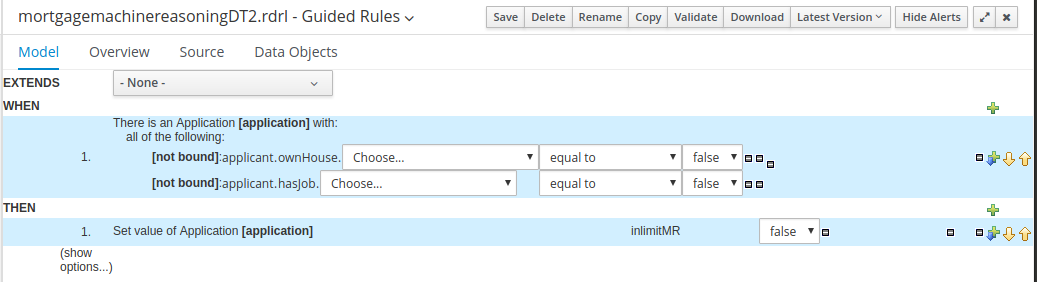 mortgagemachinereasoningDT2.rdrl - Guided Rules
Save Delete Rename Copy Validate Download Latest Version Hide Alerts
Model Overview Source Data Objects
EXTENDS - None -
WHEN
There is an Application [application] with:
all of the following:
1. [not bound]:applicant.ownHouse. Choose... equal to false
[not bound]:applicant.hasJob. Choose... equal to false
THEN
1. Set value of Application [application] inlimitMR false
(show
options...)